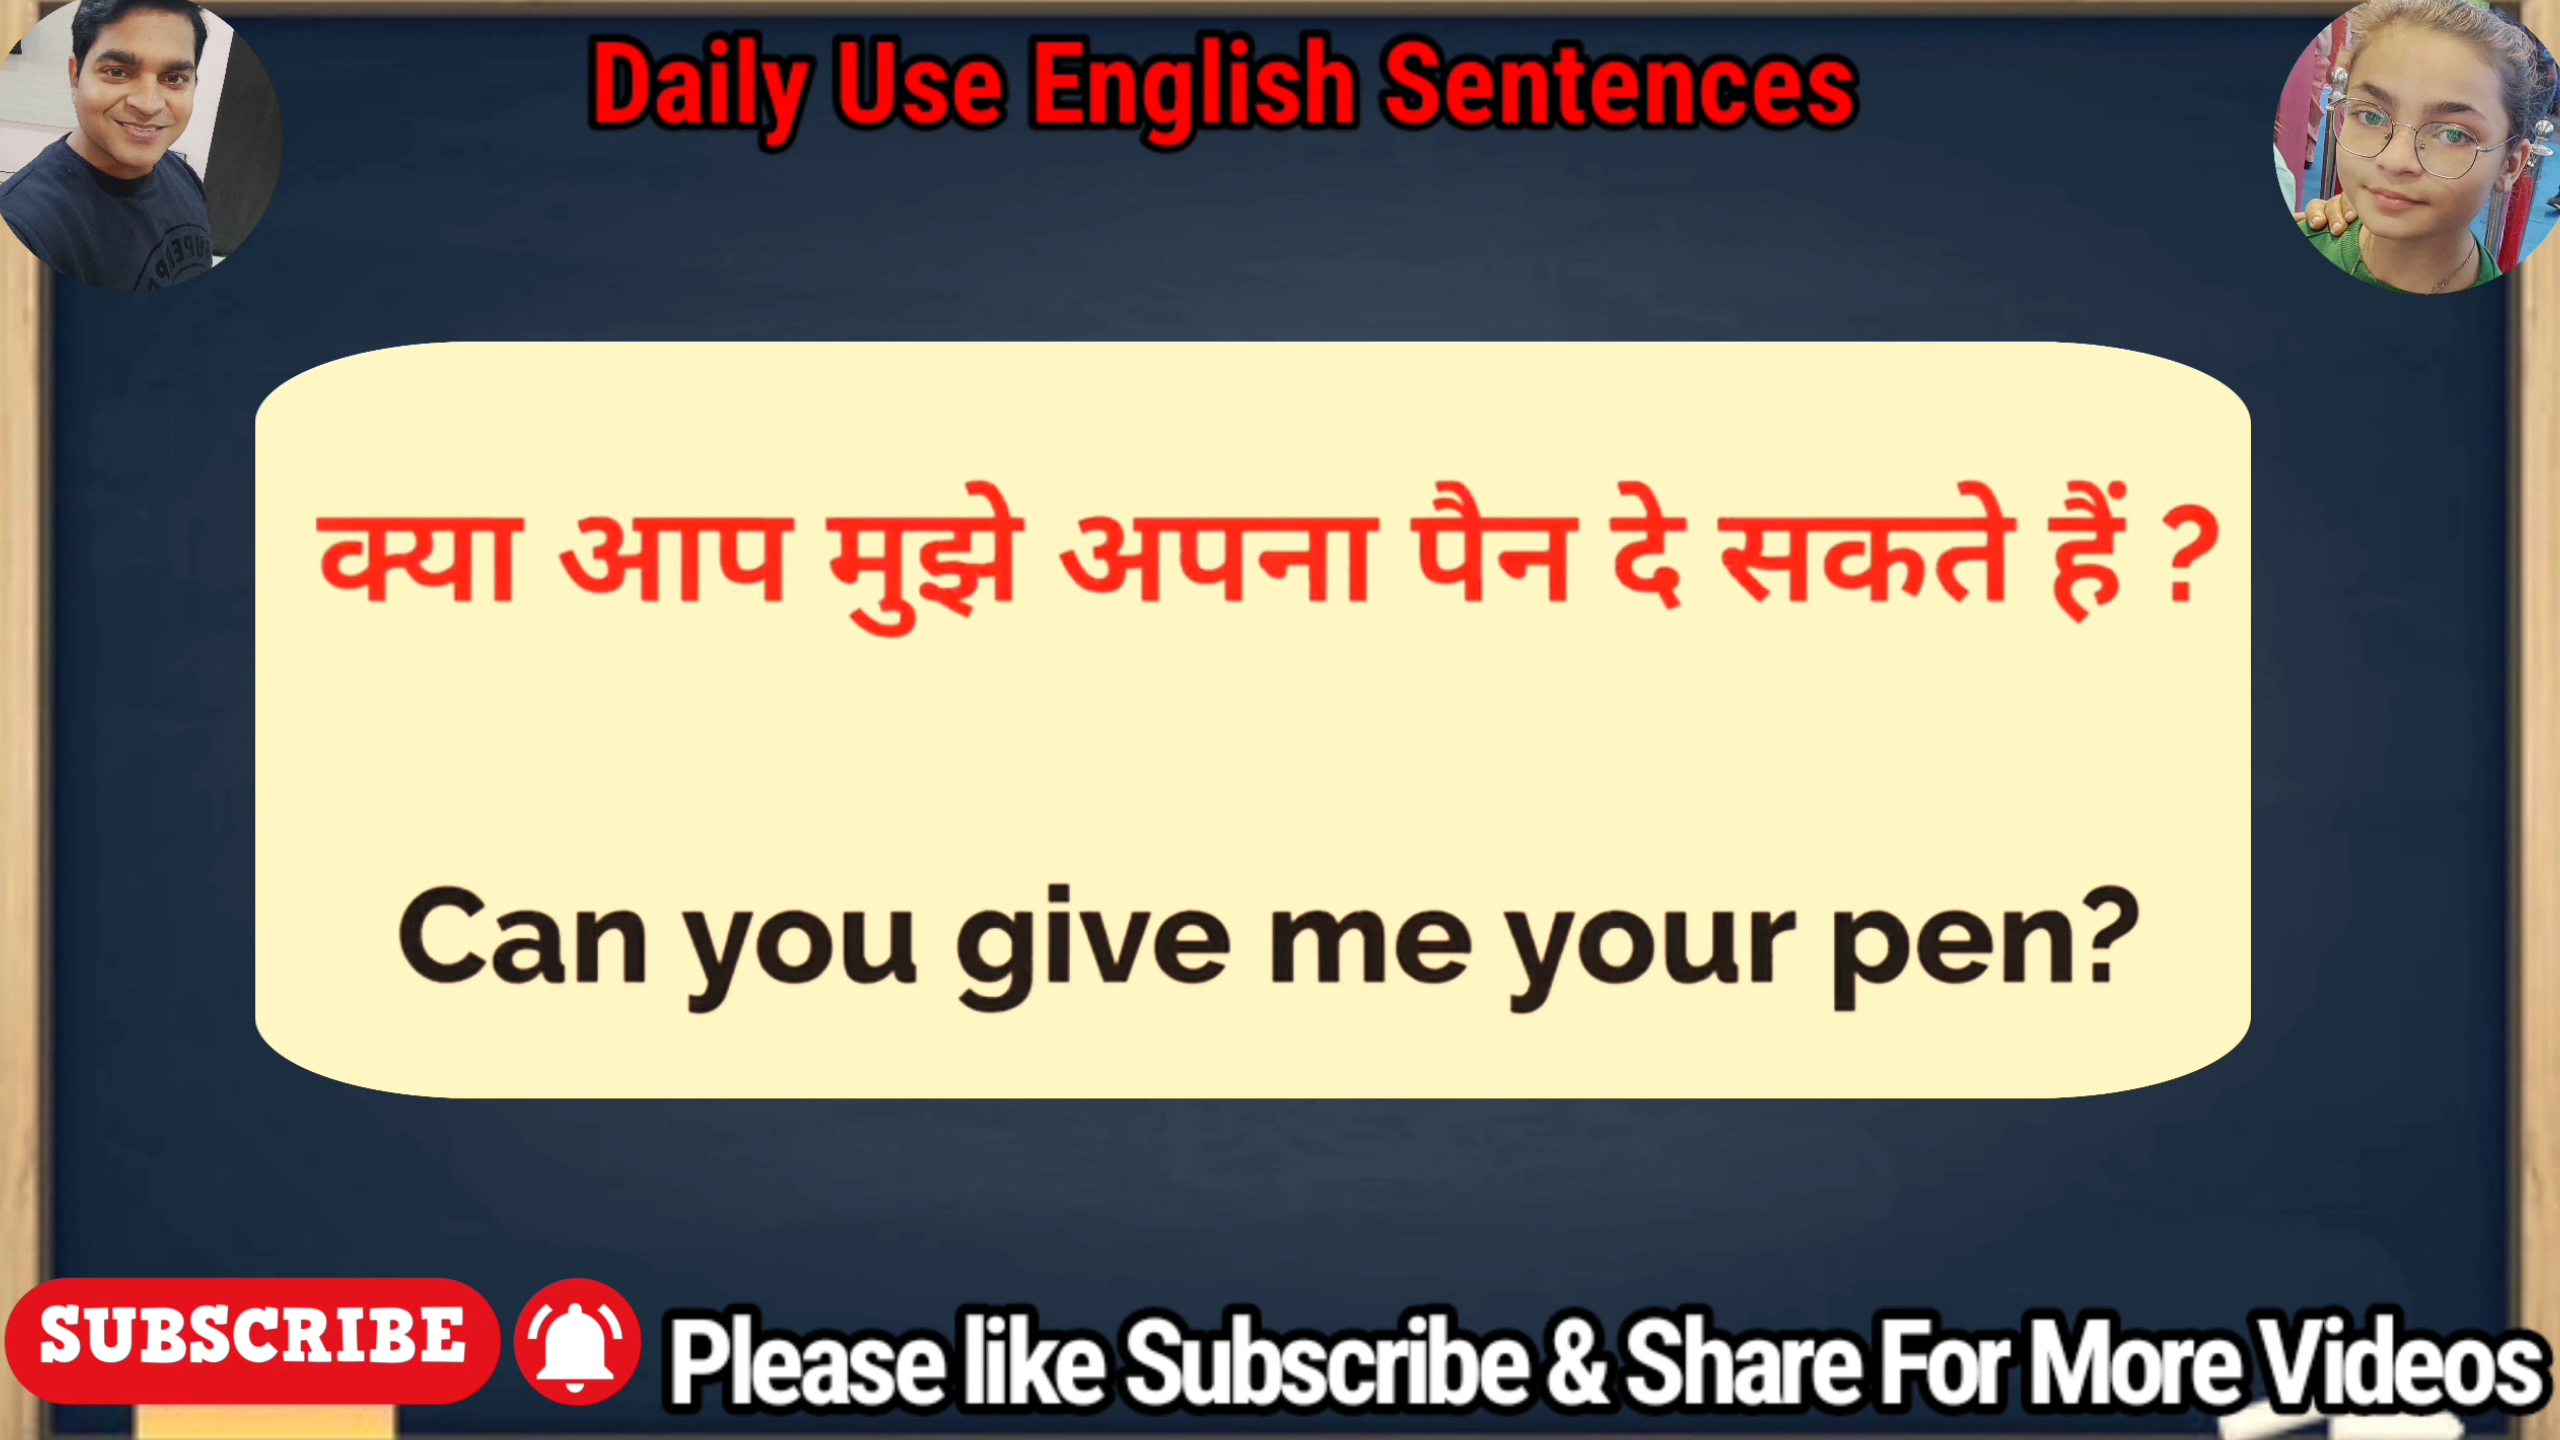 Daily Use English Sentences
क्या आप मुझे अपना पैन दे सकते हैं ?
Can you give me your pen?
SUBSCRIBE
Please like Subscribe & Share For More Videos